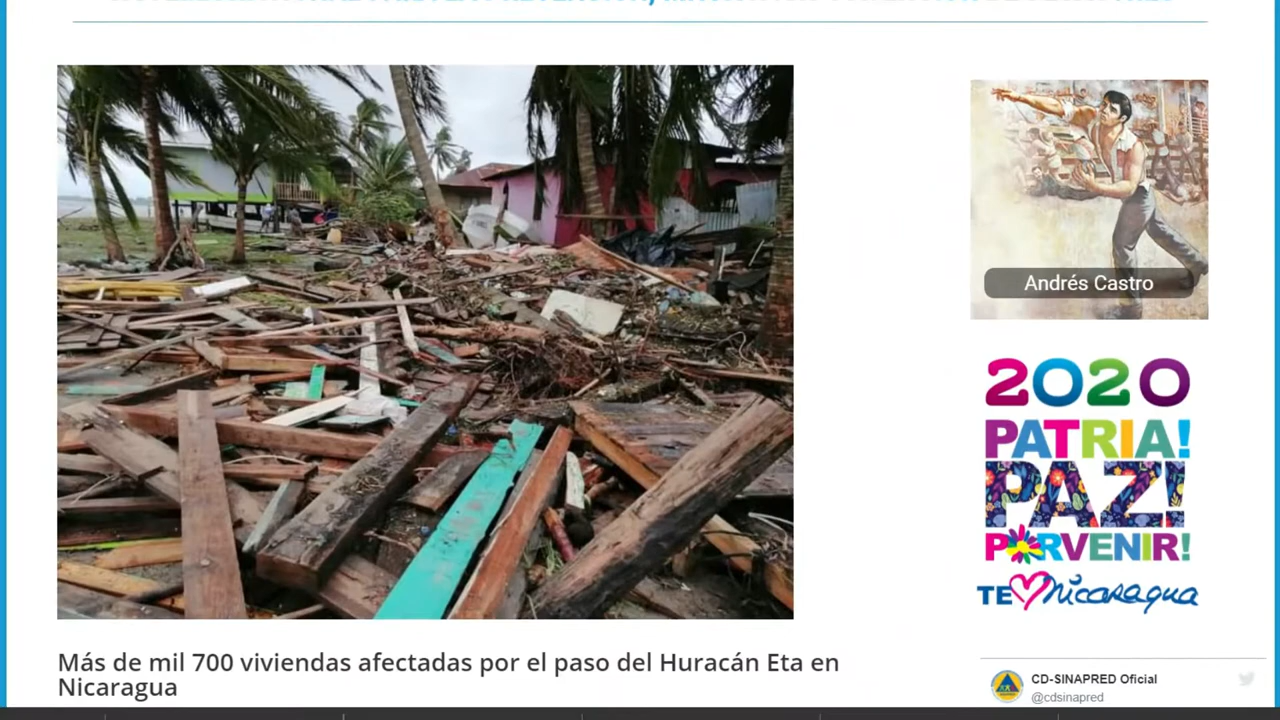 Andrés Castro
2020
PATRIA!
PAZ!
PORVENIR!
TE Nicaragua
Más de mil 700 viviendas afectadas por el paso del Huracán Eta en
Nicaragua
CD-SINAPRED Oficial
@cdsinapred